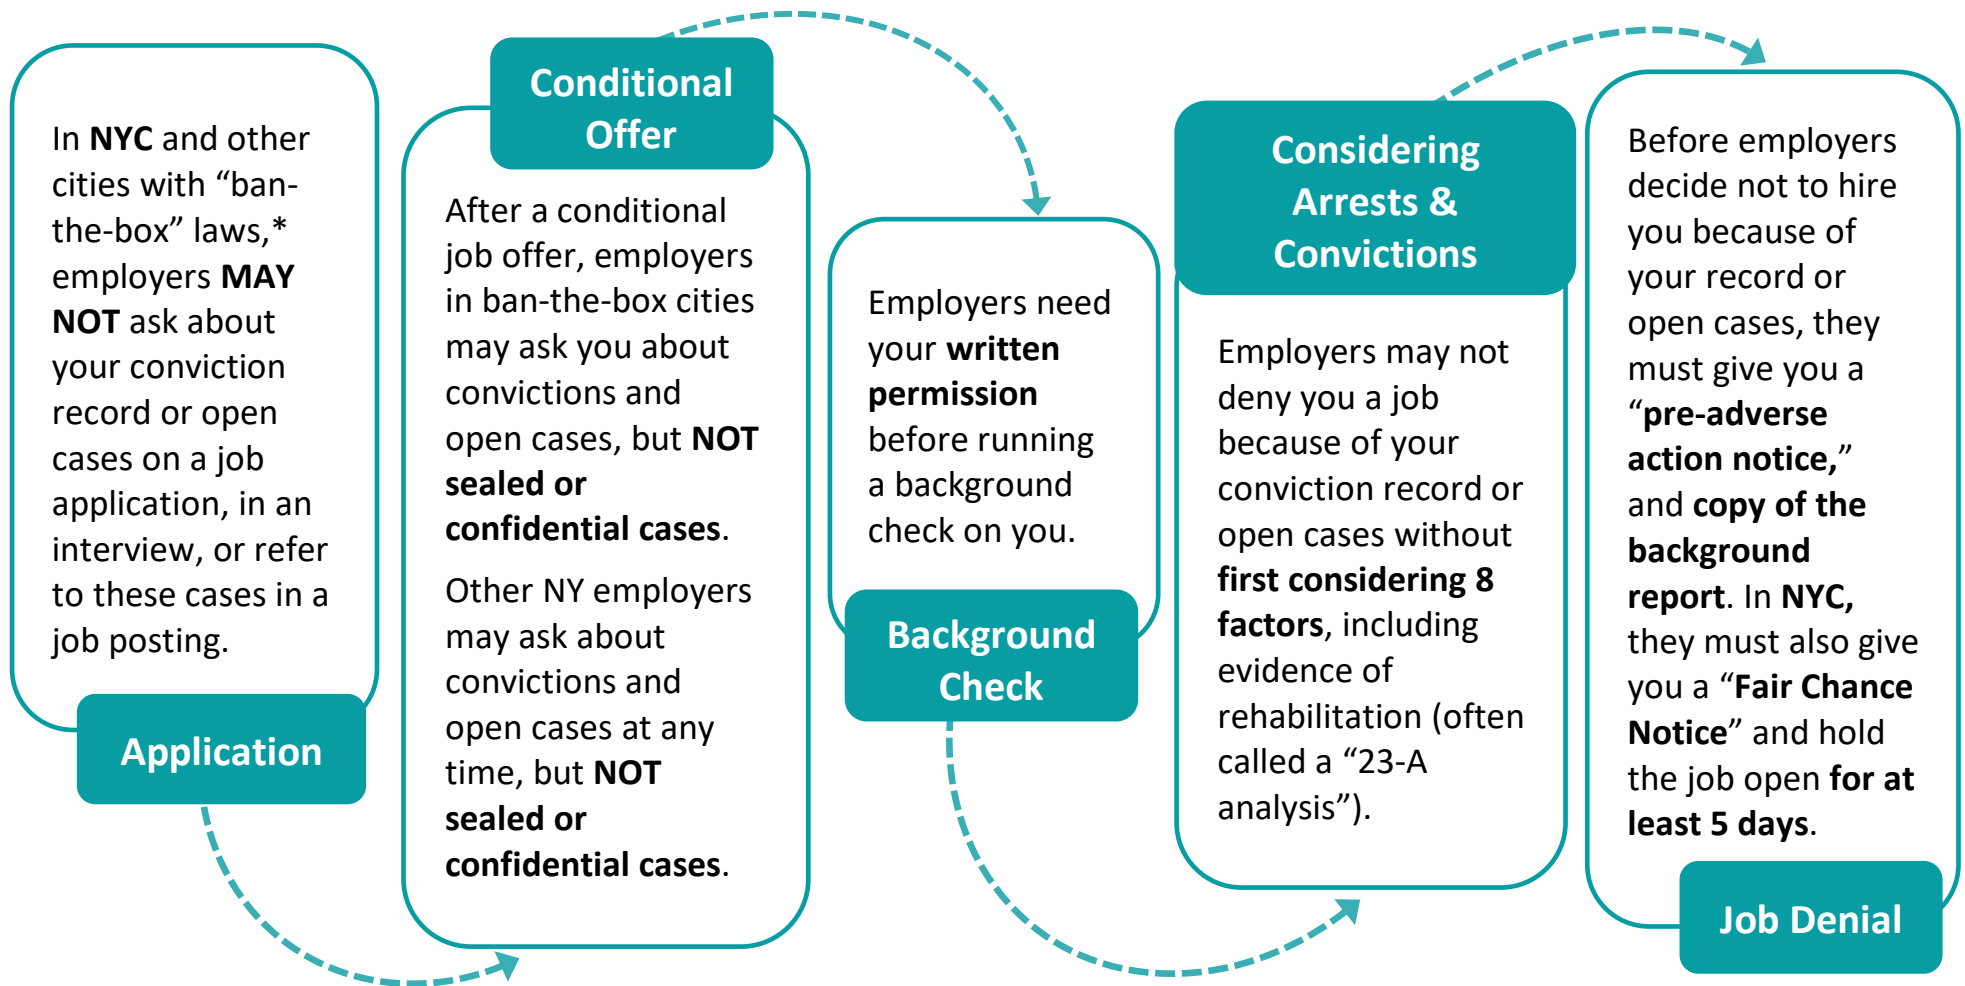 In NYC and other
cities with “ban-
the-box” laws,*
employers MAY
NOT ask about
your conviction
record or open
cases on a job
application, in an
interview, or refer
to these cases in a
job posting.
Application
Conditional
Offer
After a conditional
job offer, employers
in ban-the-box cities
may ask you about
convictions and
open cases, but NOT
sealed or
confidential cases.
Other NY employers
may ask about
convictions and
open cases at any
time, but NOT
sealed or
confidential cases.
Employers need
your written
permission
before running
a background
check on you.
Background
Check
Considering
Arrests &
Convictions
Employers may not
deny you a job
because of your
conviction record or
open cases without
first considering 8
factors, including
evidence of
rehabilitation (often
called a “23-A
analysis”).
Before employers
decide not to hire
you because of
your record or
open cases, they
must give you a
“pre-adverse
action notice,”
and copy of the
background
report. In NYC,
they must also give
you a “Fair Chance
Notice” and hold
the job open for at
least 5 days.
Job Denial